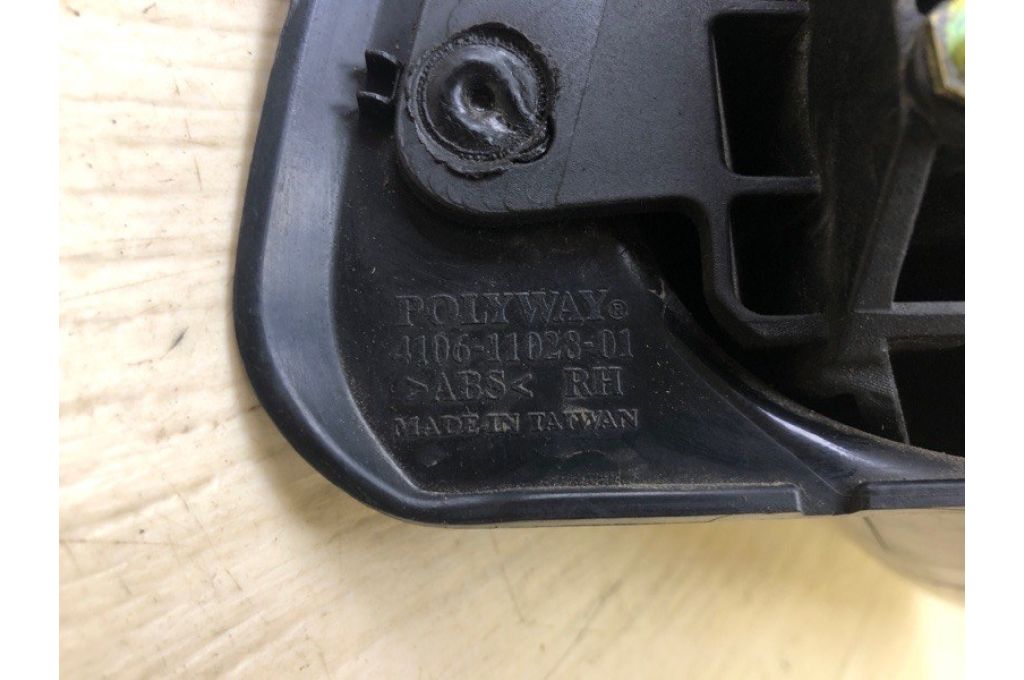 POLYWAY®
4106-11023-01
>ABS< RH
MADE IN TAIWAN